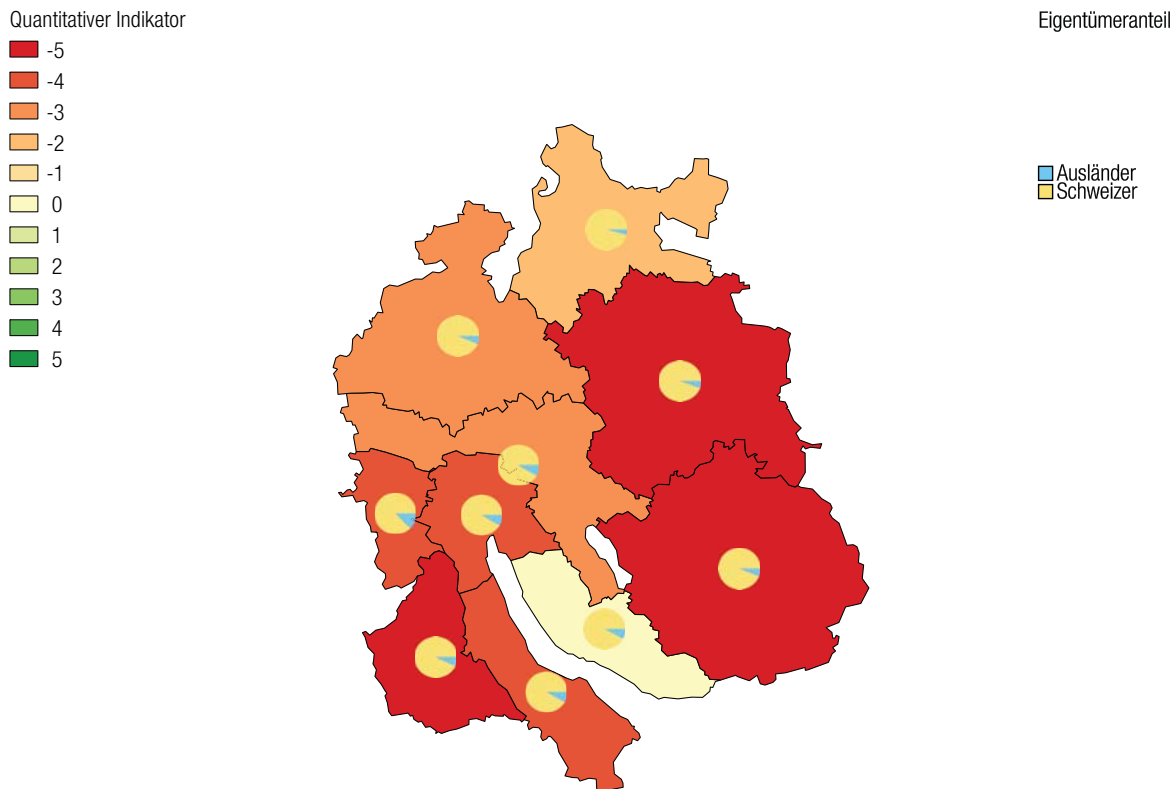 Quantitativer Indikator
-5
-4
-3
-2
-1
0
1
2
3
4
5
Eigentümeranteil
Ausländer
Schweizer